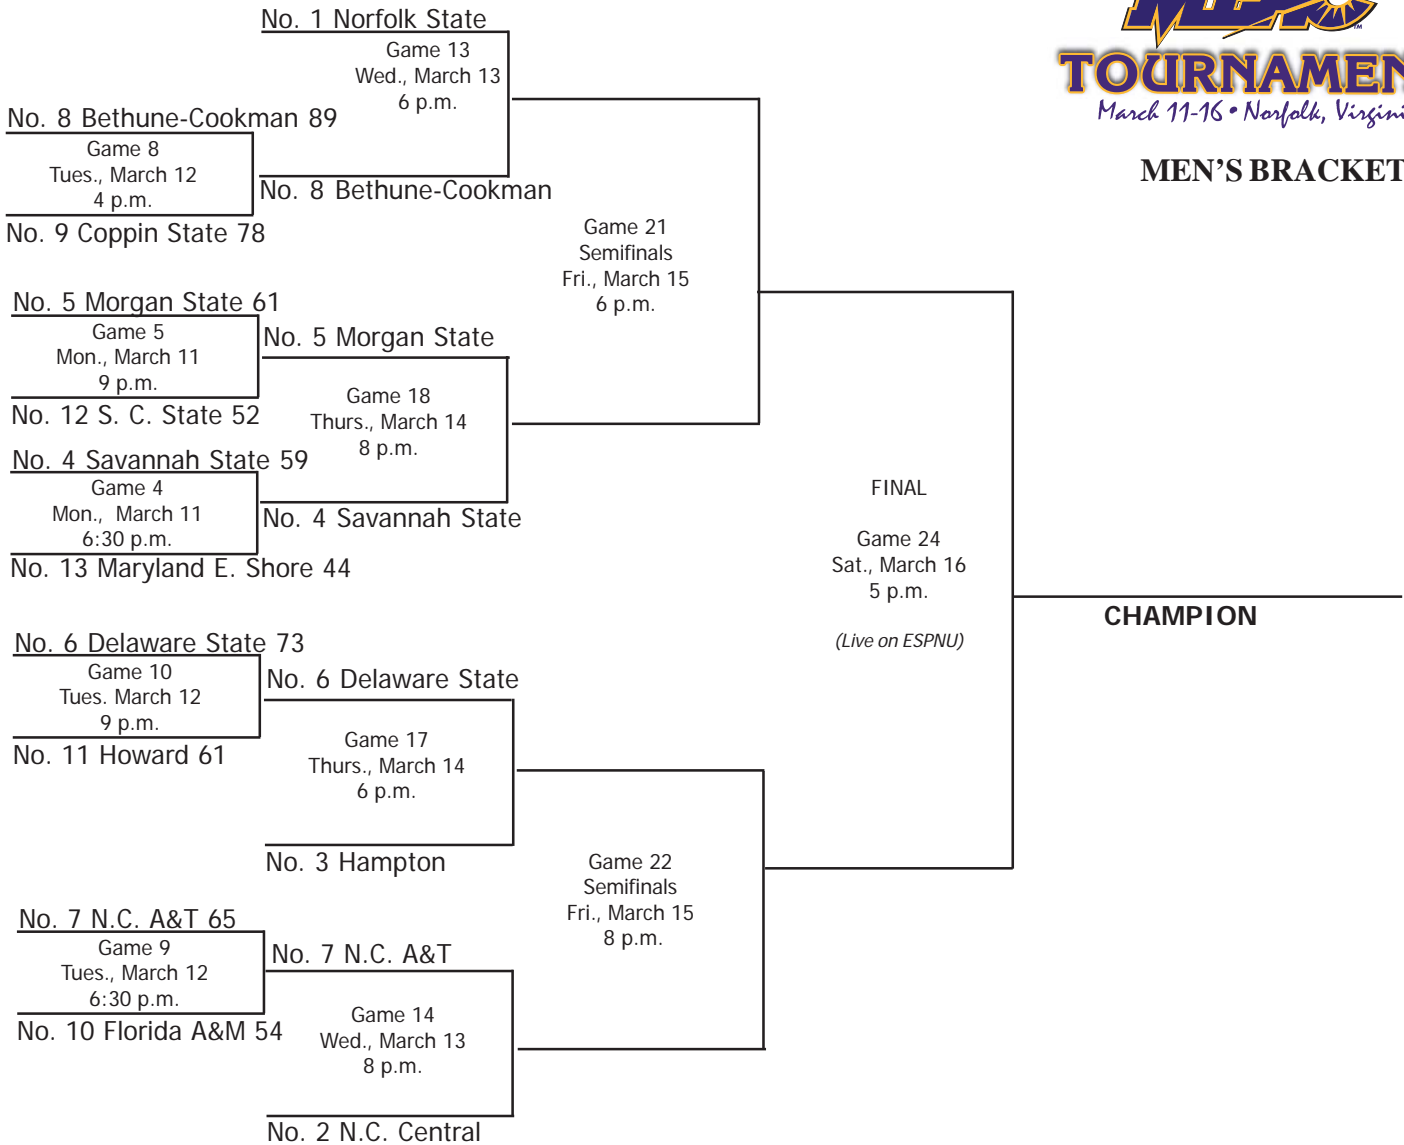 No. 1 Norfolk State
Game 13
Wed., March 13
6 p.m.
No. 8 Bethune-Cookman 89
Game 8
Tues., March 12
4 p.m.
No. 9 Coppin State 78
No. 8 Bethune-Cookman
Game 21
Semifinals
Fri., March 15
6 p.m.
No. 5 Morgan State 61
Game 5
Mon., March 11
9 p.m.
No. 12 S. C. State 52
No. 5 Morgan State
Game 18
Thurs., March 14
8 p.m.
No. 4 Savannah State 59
Game 4
Mon., March 11
6:30 p.m.
No. 13 Maryland E. Shore 44
No. 4 Savannah State
FINAL
Game 24
Sat., March 16
5 p.m.
(Live on ESPNU)
CHAMPION
No. 6 Delaware State 73
Game 10
Tues. March 12
9 p.m.
No. 11 Howard 61
No. 6 Delaware State
Game 17
Thurs., March 14
6 p.m.
No. 3 Hampton
Game 22
Semifinals
Fri., March 15
8 p.m.
No. 7 N.C. A&T 65
Game 9
Tues., March 12
6:30 p.m.
No. 10 Florida A&M 54
No. 7 N.C. A&T
Game 14
Wed., March 13
8 p.m.
No. 2 N.C. Central
MEAC
TM
TOURNAMEN
March 11-16 • Norfolk, Virgini
MEN'S BRACKET